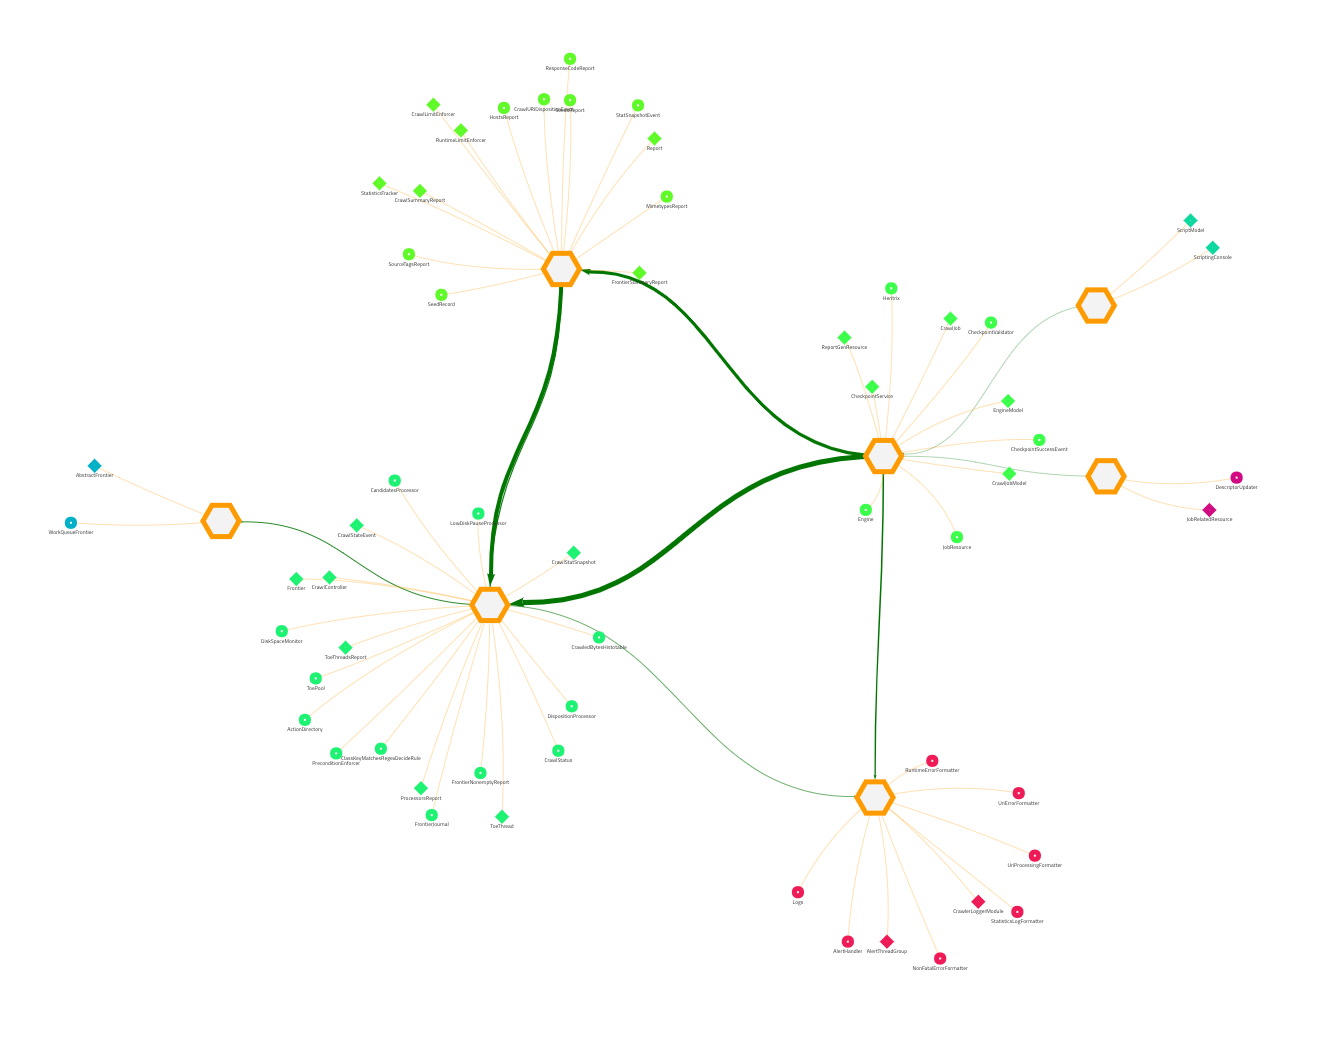 ResponseCodeReport
CrawlLimitEnforcer
HostsReport
StatSnapshotEvent
RuntimeLimitEnforcer
Report
StatisticsTracker
CrawlSummaryReport
MimetypesReport
SourceTagsReport
FrontierSummaryReport
SeedRecord
ScriptModel
ScriptingConsole
Heritrix
CrawlJob
CheckpointValidator
ReportGenResource
CheckpointService
EngineModel
CheckpointSuccessEvent
CrawlJobModel
Engine
JobResource
DescriptorUpdater
JobRelatedResource
AbstractFrontier
WorkQueueFrontier
CandidatesProcessor
LowDiskPauseProcessor
CrawlStateEvent
CrawlStatSnapshot
Frontier
CrawlController
DiskSpaceMonitor
CrawledBytesHistotable
ToeThreadsReport
ToePool
ActionDirectory
DispositionProcessor
PreconditionEnforcer
ClassKeyMatchesRegexDecideRule
CrawlStatus
FrontierNonemptyReport
ProcessorsReport
FrontierJournal
ToeThread
RuntimeErrorFormatter
UriErrorFormatter
UriProcessingFormatter
Logs
CrawlerLoggerModule
StatisticsLogFormatter
AlertHandler
AlertThreadGroup
NonFatalErrorFormatter